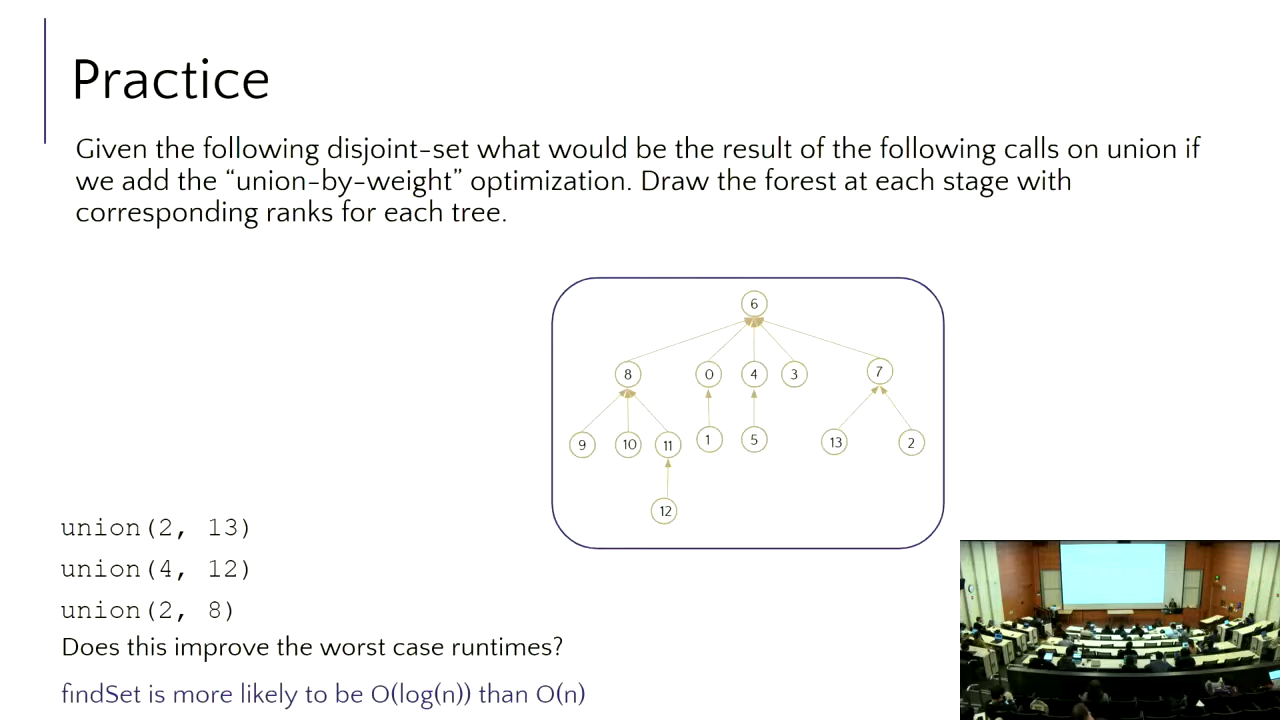 Practice
Given the following disjoint-set what would be the result of the following calls on union if
we add the “union-by-weight” optimization. Draw the forest at each stage with
corresponding ranks for each tree.
6
8 0 4 3 7
9 10 11 1 5 13 2
12
union(2, 13)
union(4, 12)
union(2, 8)
Does this improve the worst case runtimes?
findSet is more likely to be O(log(n)) than O(n)